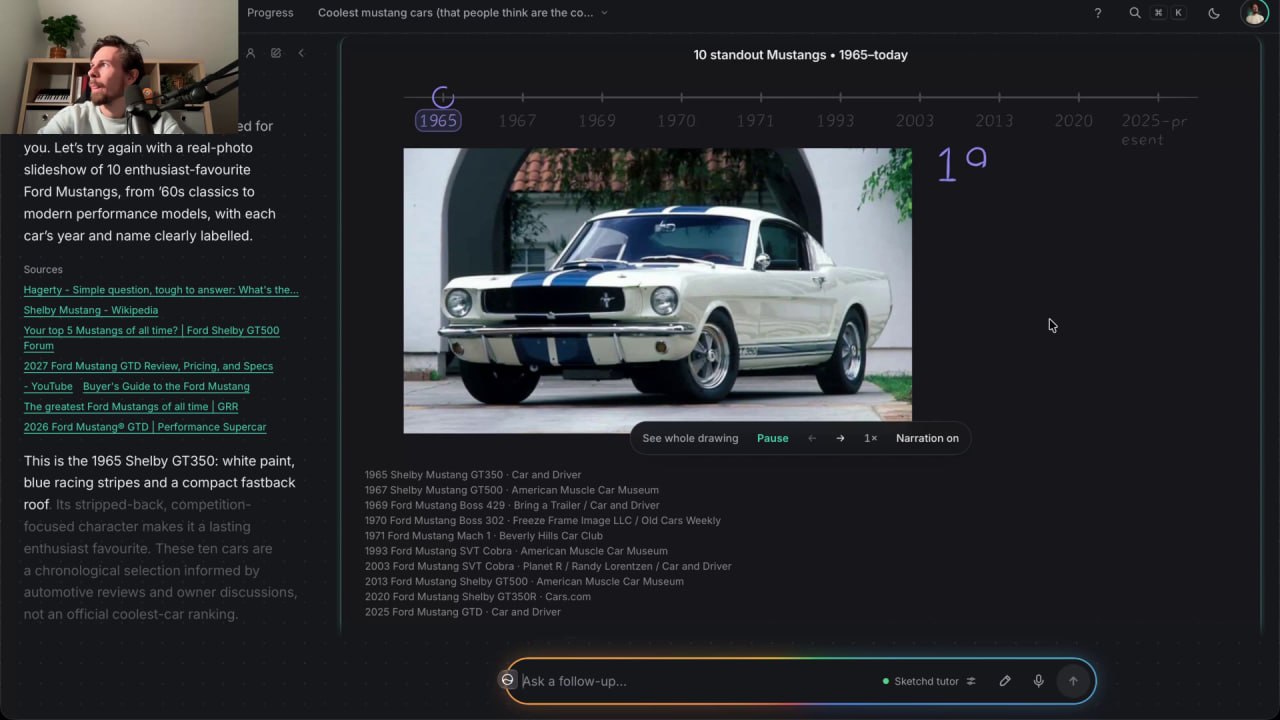 Progress
Coolest mustang cars (that people think are the co...
?
⌘ K
ed for
you. Let's try again with a real-photo
slideshow of 10 enthusiast-favourite
Ford Mustangs, from '60s classics to
modern performance models, with each
car's year and name clearly labelled.
Sources
Hagerty - Simple question, tough to answer: What's the...
Shelby Mustang - Wikipedia
Your top 5 Mustangs of all time? | Ford Shelby GT500
Forum
2027 Ford Mustang GTD Review, Pricing, and Specs
- YouTube Buyer's Guide to the Ford Mustang
The greatest Ford Mustangs of all time | GRR
2026 Ford Mustang® GTD | Performance Supercar
This is the 1965 Shelby GT350: white paint,
blue racing stripes and a compact fastback
roof. Its stripped-back, competition-
focused character makes it a lasting
enthusiast favourite. These ten cars are
a chronological selection informed by
automotive reviews and owner discussions,
not an official coolest-car ranking.
10 standout Mustangs • 1965–today
1965 1967 1969 1970 1971 1993 2003 2013 2020 2025-pr
esent
19
GT350
See whole drawing Pause ← → 1× Narration on
1965 Shelby Mustang GT350 · Car and Driver
1967 Shelby Mustang GT500 · American Muscle Car Museum
1969 Ford Mustang Boss 429 · Bring a Trailer / Car and Driver
1970 Ford Mustang Boss 302 · Freeze Frame Image LLC / Old Cars Weekly
1971 Ford Mustang Mach 1 · Beverly Hills Car Club
1993 Ford Mustang SVT Cobra · American Muscle Car Museum
2003 Ford Mustang SVT Cobra · Planet R / Randy Lorentzen / Car and Driver
2013 Ford Mustang Shelby GT500 · American Muscle Car Museum
2020 Ford Mustang Shelby GT350R · Cars.com
2025 Ford Mustang GTD · Car and Driver
Ask a follow-up...
Sketchd tutor